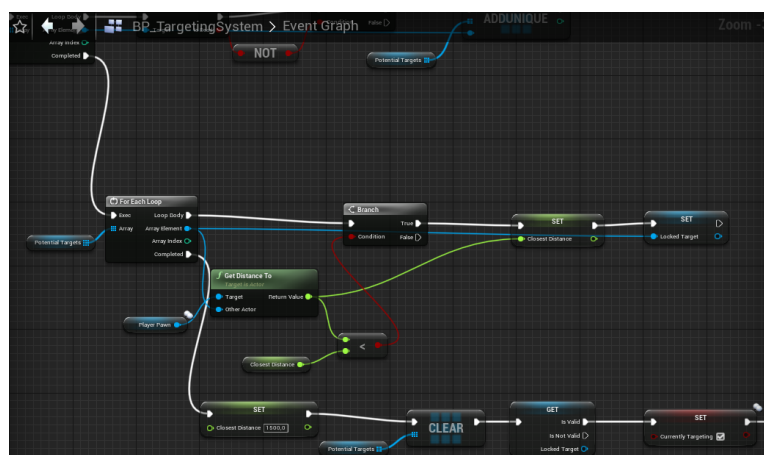 BP_TargetingSystem > Event Graph
Zoom
Loop Body
Condition
False
ADDUNIQUE
Array Index
Completed
NOT
Potential Targets
For Each Loop
Exec
Loop Body
Array
Array Element
Array Index
Completed
Potential Targets
Branch
True
Condition
False
SET
Closest Distance
SET
Locked Target
Get Distance To
Target is Actor
Target
Return Value
Other Actor
Player Pawn
<
Closest Distance
SET
Closest Distance
1500,0
CLEAR
Potential Targets
GET
Is Valid
Is Not Valid
Locked Target
SET
Currently Targeting